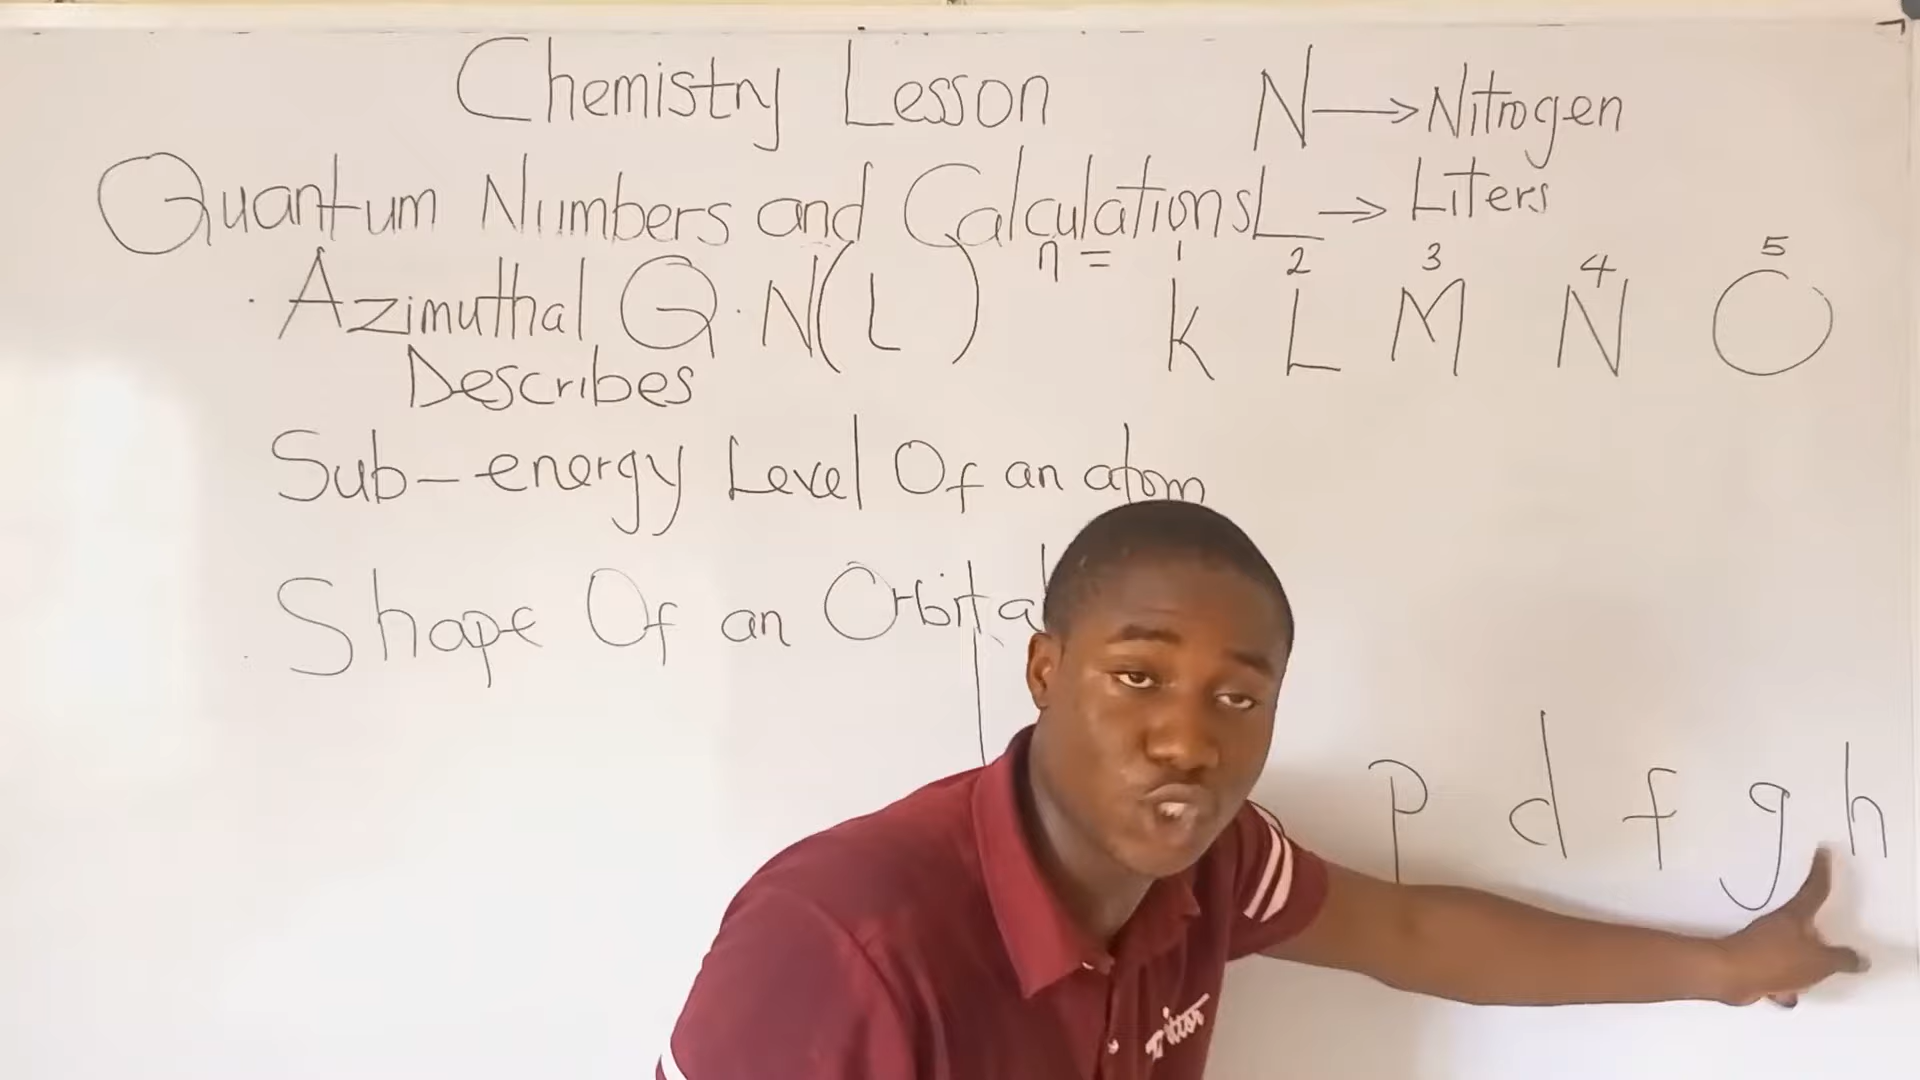 Chemistry Lesson
N → Nitrogen
Quantum Numbers and Calculations
L → Liters
n = 1 2 3 4 5
· Azimuthal Q.N(L)
K L M N O
Describes
Sub-energy Level Of an atom
Shape Of an Orbital
p d f g h